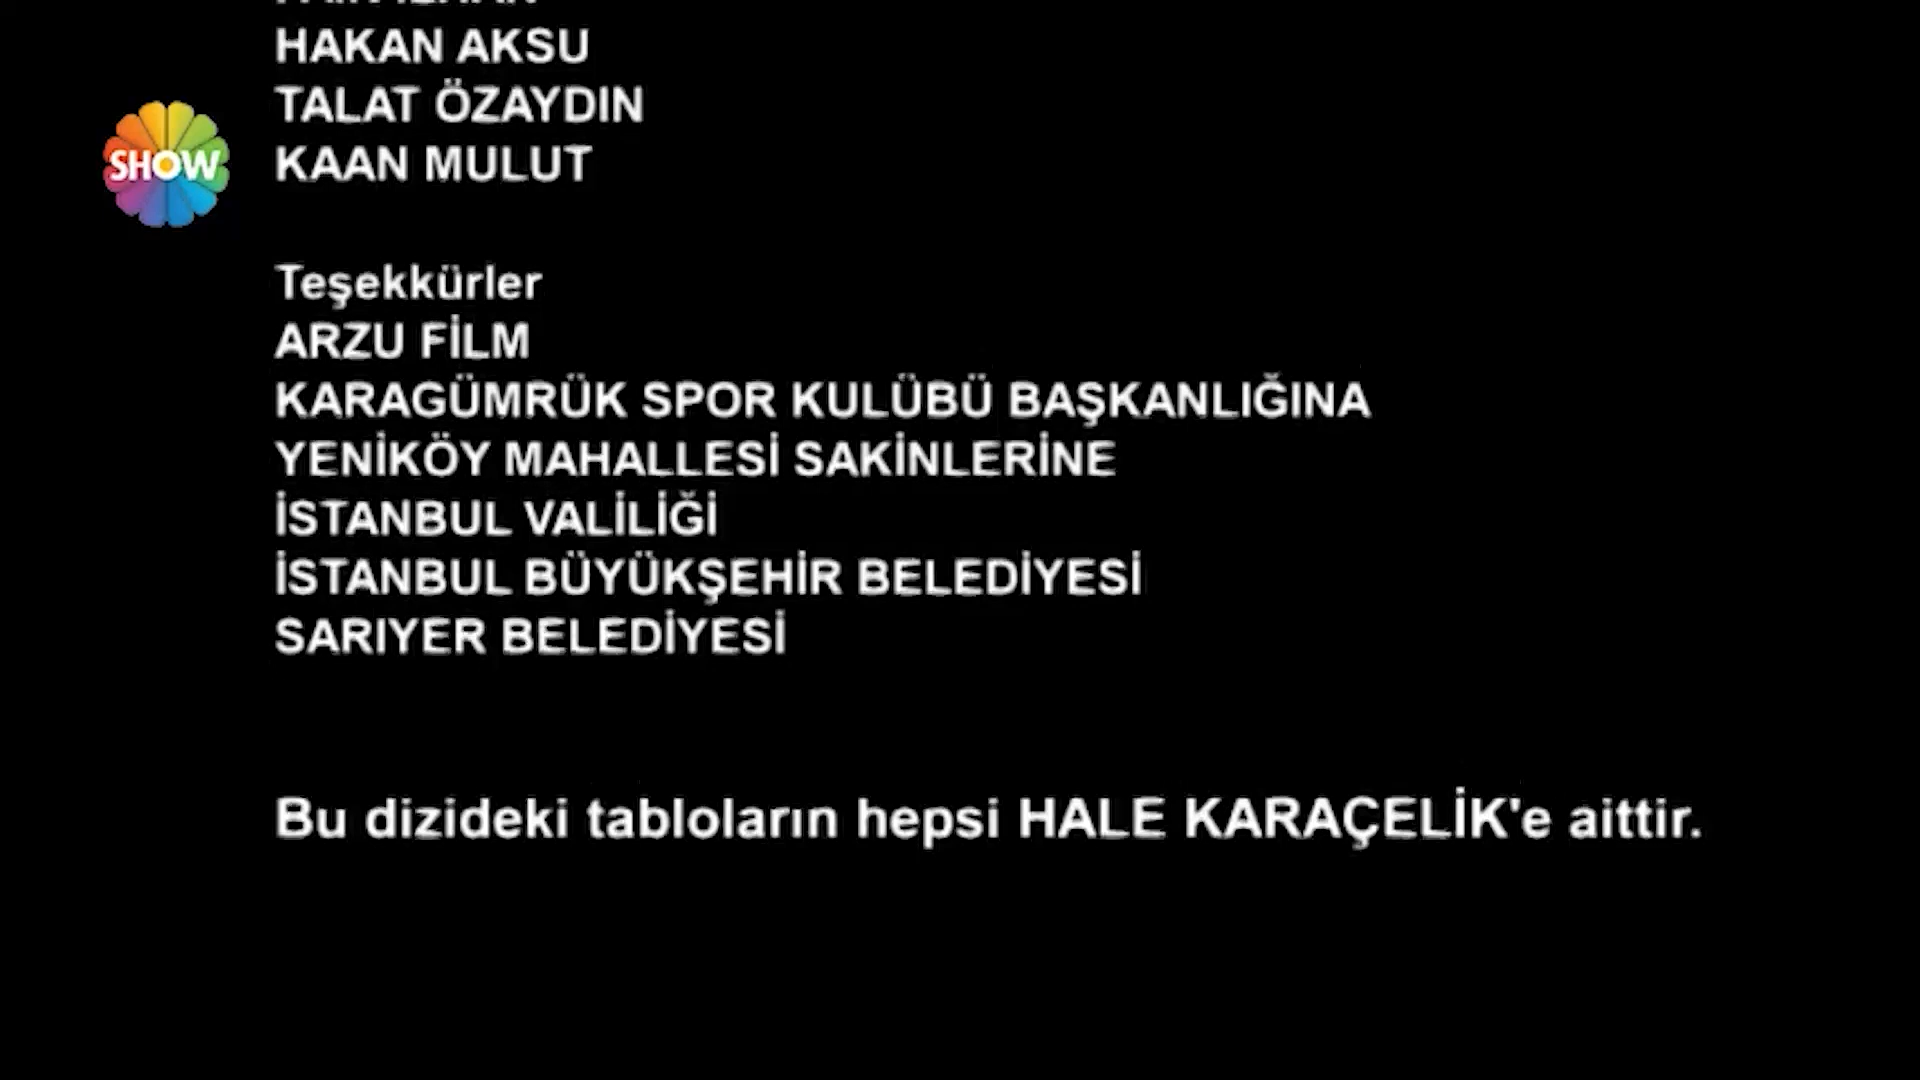 HAKAN AKSU
TALAT ÖZAYDIN
SHOW
KAAN MULUT
Teşekkürler
ARZU FİLM
KARAGÜMRÜK SPOR KULÜBÜ BAŞKANLIĞINA
YENİKÖY MAHALLESİ SAKİNLERİNE
İSTANBUL VALİLİĞİ
İSTANBUL BÜYÜKŞEHİR BELEDİYESİ
SARIYER BELEDİYESİ
Bu dizideki tabloların hepsi HALE KARAÇELİK'e aittir.